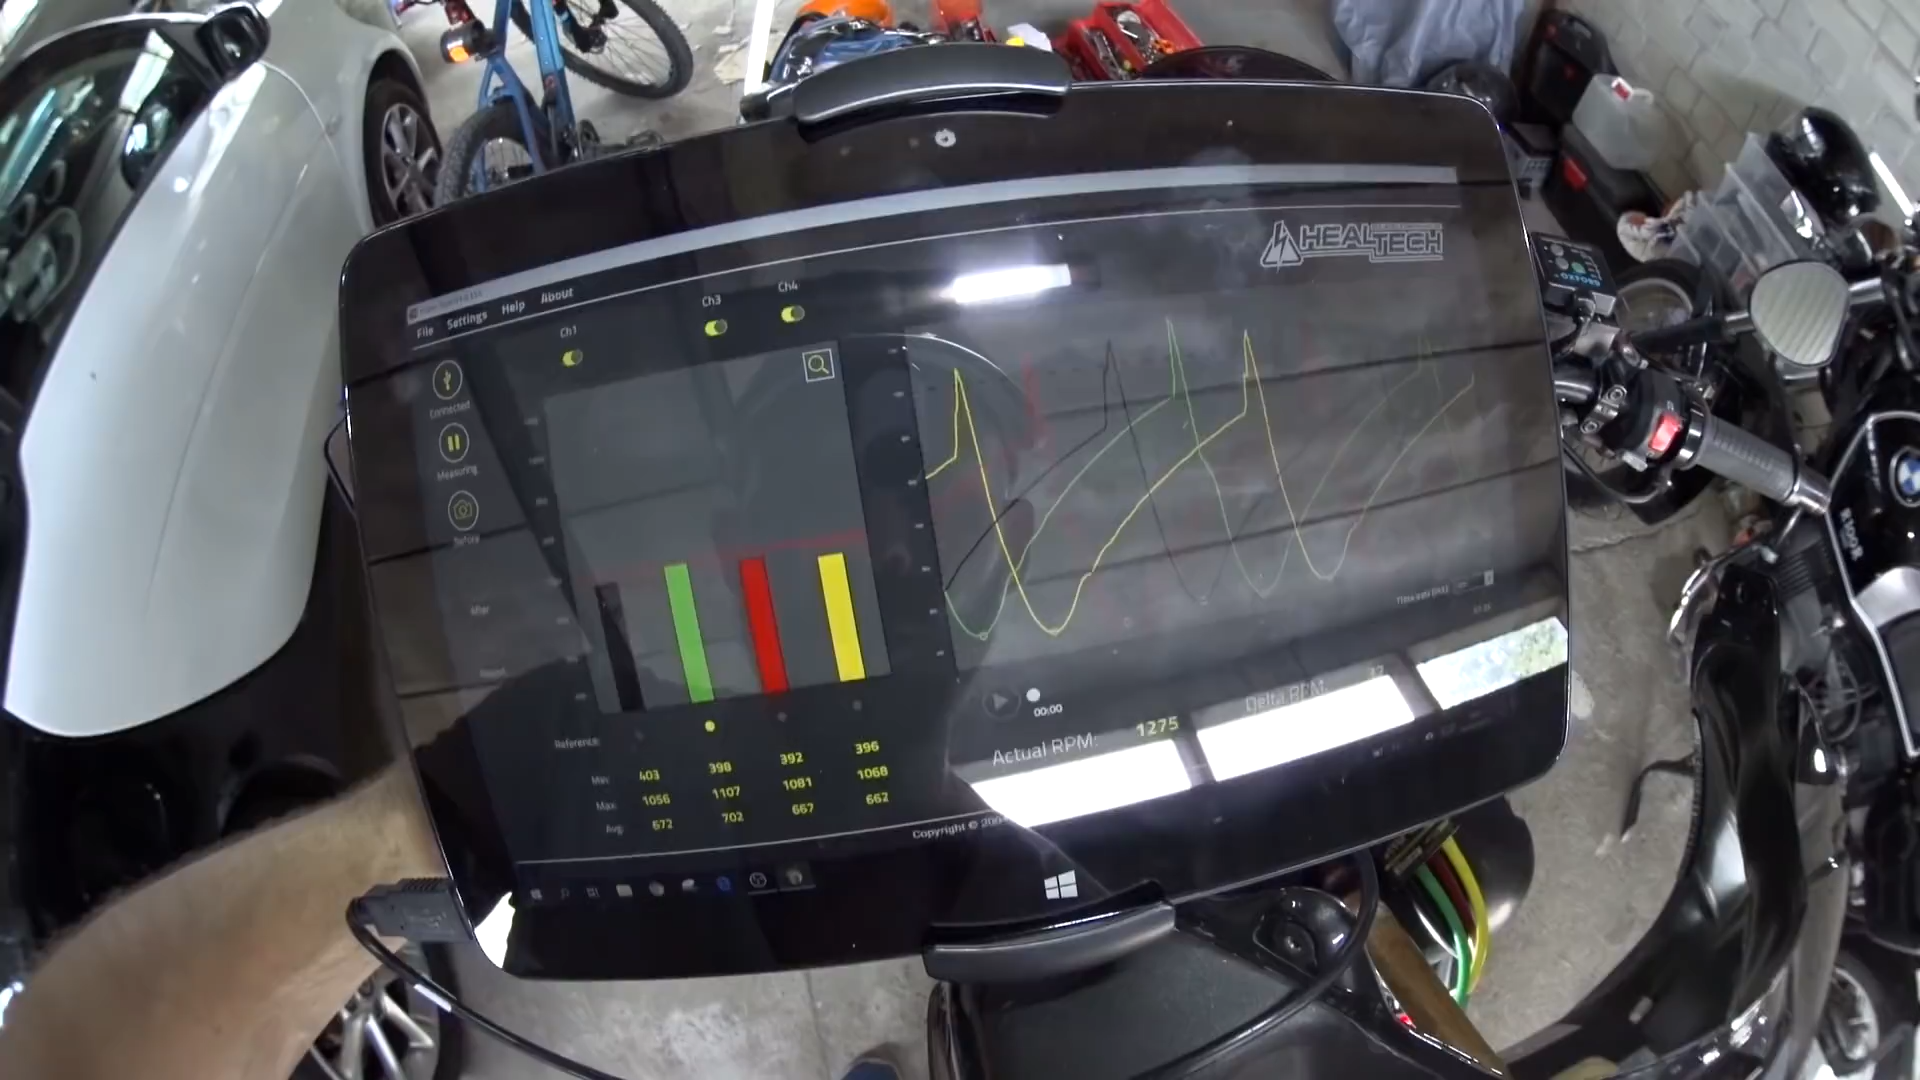 HEALTECH
File Settings Help About
Ch1
Ch3
Ch4
Connected
Measuring
Before
After
Reference:
Min: 403 398 392 396
Max: 1056 1107 1081 1068
Avg: 672 702 667 662
00:00
Actual RPM: 1275
Delta RPM:
Copyright ©
OXFORD